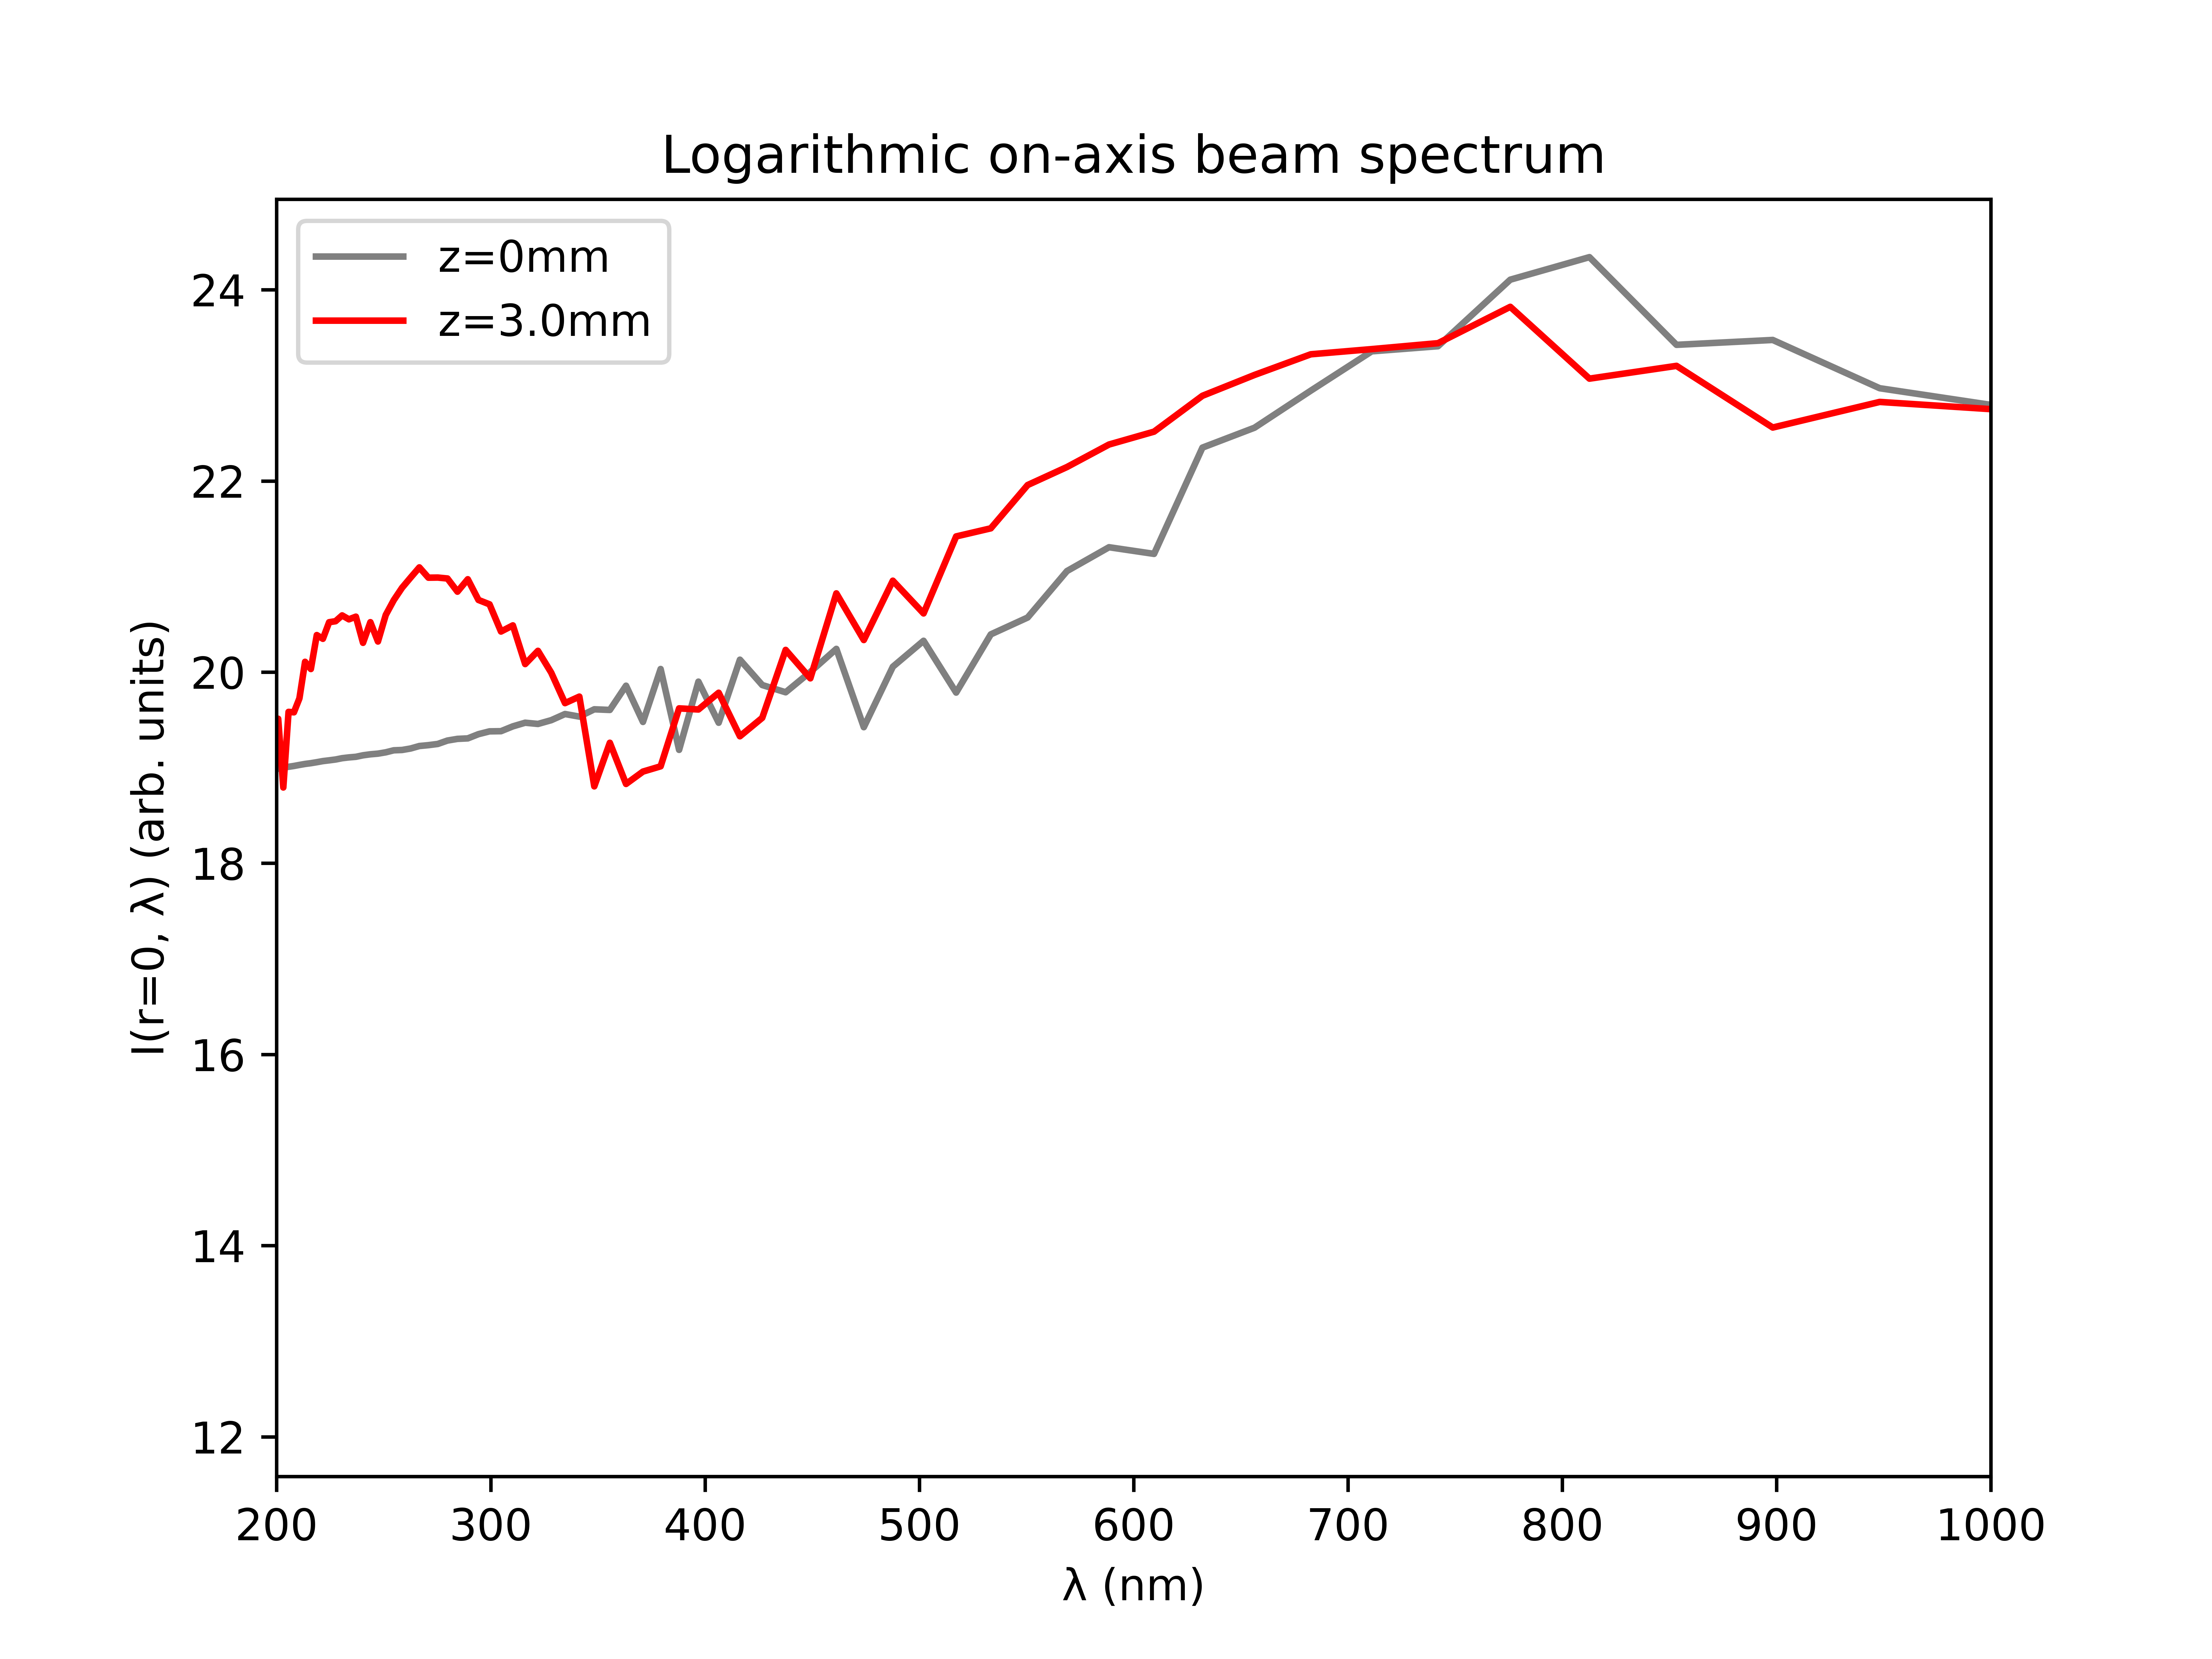 Logarithmic on-axis beam spectrum
z=0mm
z=3.0mm
I(r=0, λ) (arb. units)
24
22
20
18
16
14
12
200 300 400 500 600 700 800 900 1000
λ (nm)